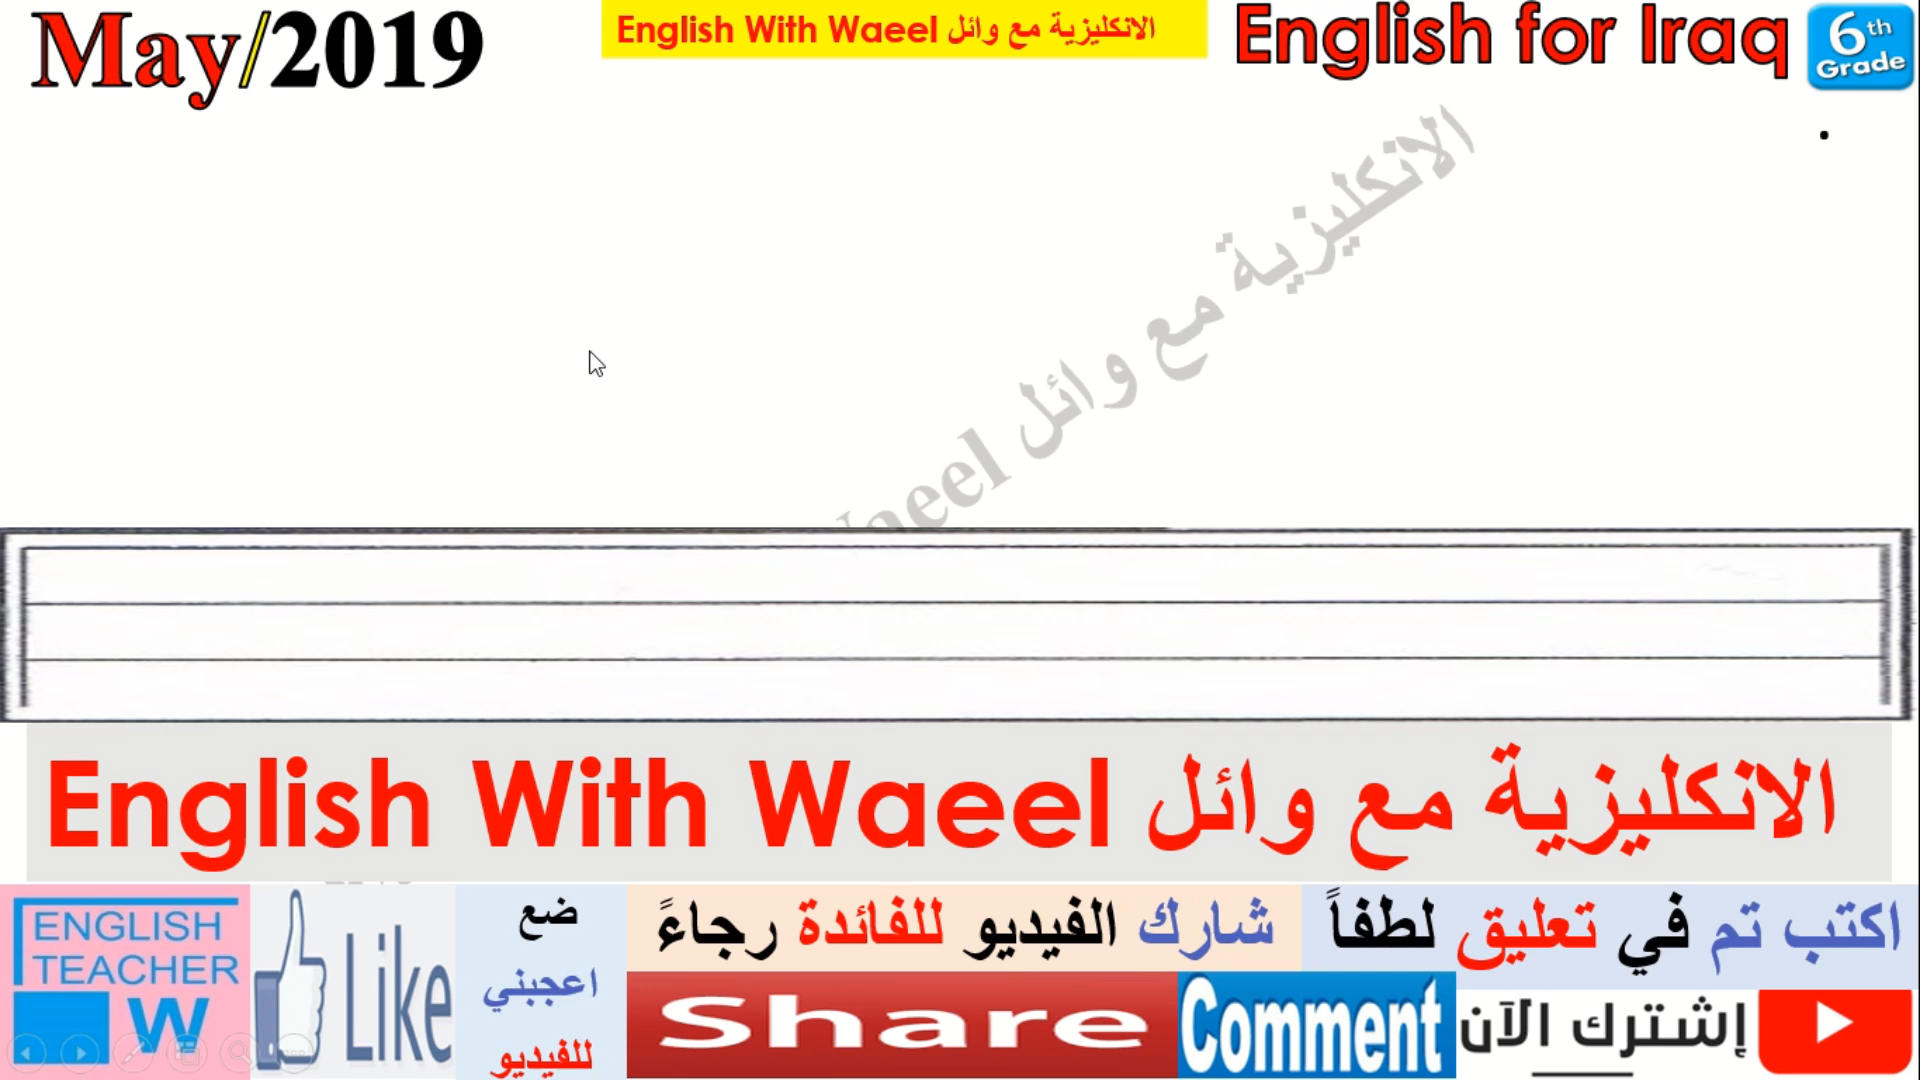 May/2019
English With Waeel الانكليزية مع وائل
English for Iraq
6th
Grade
الانكليزية مع وائل Waeel
English With Waeel الانكليزية مع وائل
ENGLISH
TEACHER
W
Like
ضع
اعجبني
للفيديو
شارك الفيديو للفائدة رجاءً
اكتب تم في تعليق لطفاً
Share
Comment
إشترك الآن